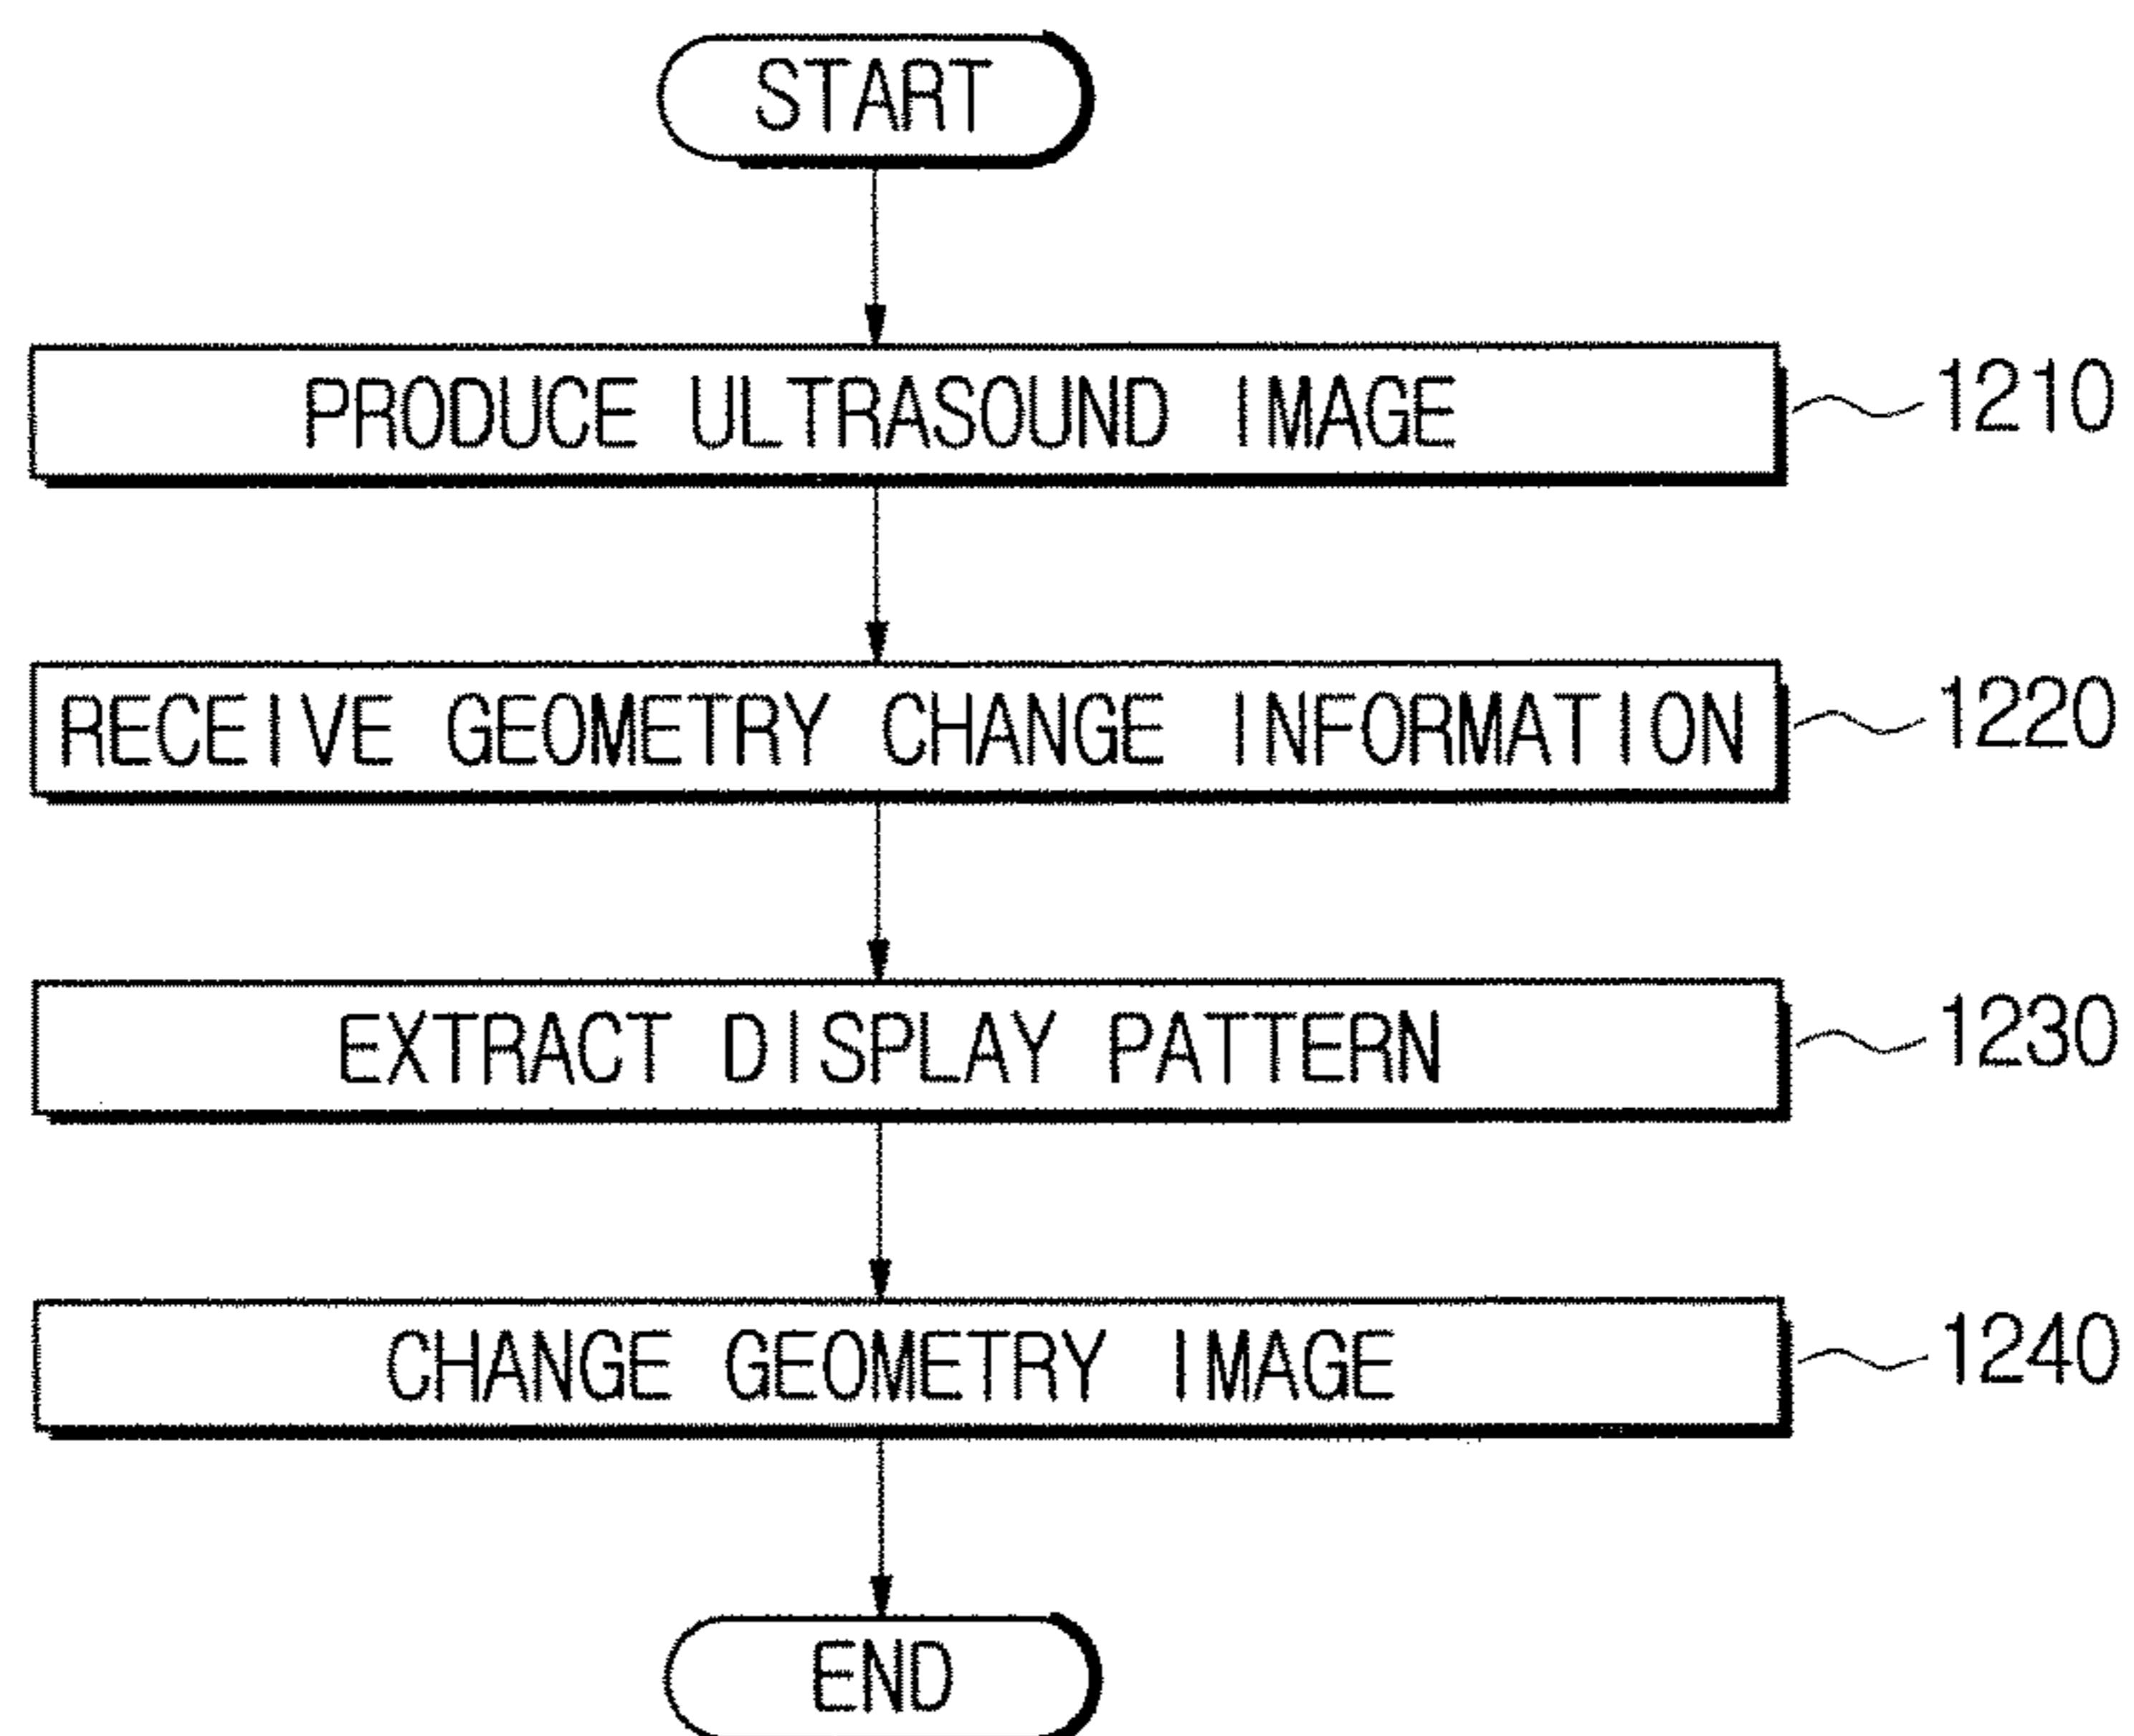 START
PRODUCE ULTRASOUND IMAGE 1210
RECEIVE GEOMETRY CHANGE INFORMATION 1220
EXTRACT DISPLAY PATTERN 1230
CHANGE GEOMETRY IMAGE 1240
END